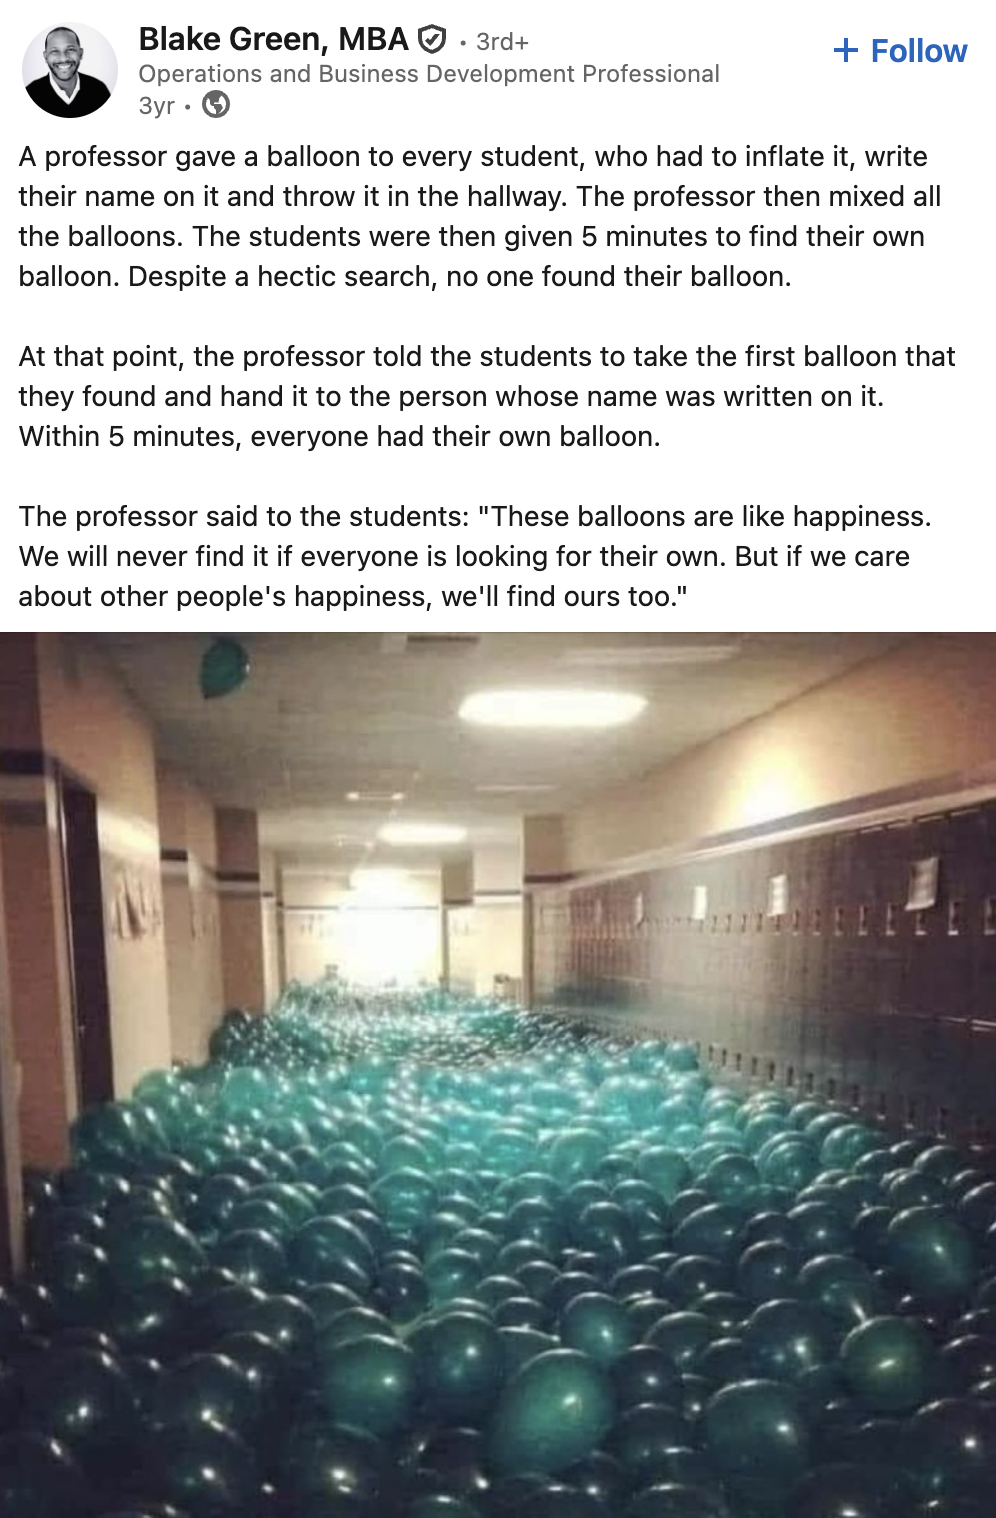 Blake Green, MBA · 3rd+
+ Follow
Operations and Business Development Professional
3yr ·
A professor gave a balloon to every student, who had to inflate it, write
their name on it and throw it in the hallway. The professor then mixed all
the balloons. The students were then given 5 minutes to find their own
balloon. Despite a hectic search, no one found their balloon.
At that point, the professor told the students to take the first balloon that
they found and hand it to the person whose name was written on it.
Within 5 minutes, everyone had their own balloon.
The professor said to the students: "These balloons are like happiness.
We will never find it if everyone is looking for their own. But if we care
about other people's happiness, we'll find ours too."